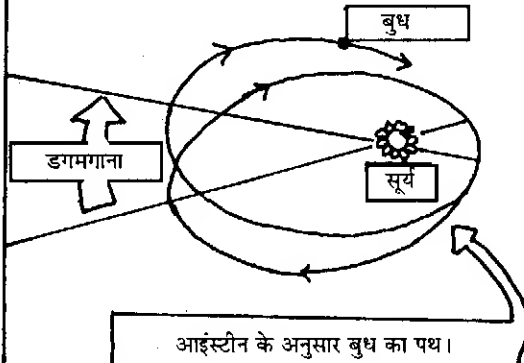 बुध
डगमगाना
सूर्य
आइंस्टीन के अनुसार बुध का पथ।